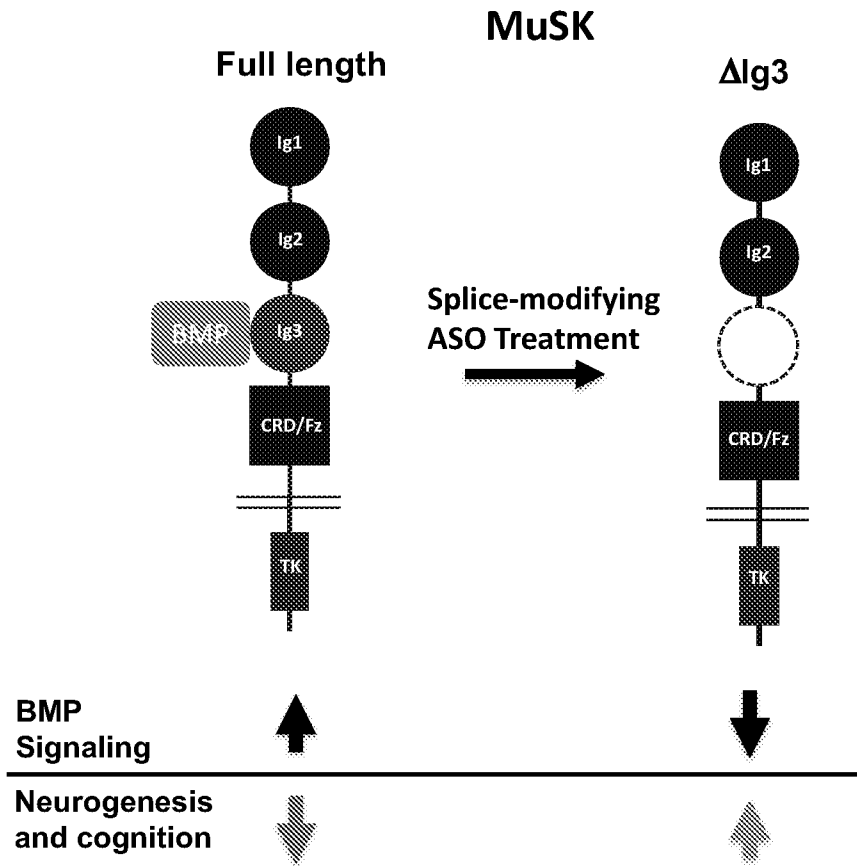 MuSK
Full length
ΔIg3
Ig1
Ig2
BMP
Ig3
CRD/Fz
TK
Splice-modifying
ASO Treatment
Ig1
Ig2
CRD/Fz
TK
BMP
Signaling
Neurogenesis
and cognition